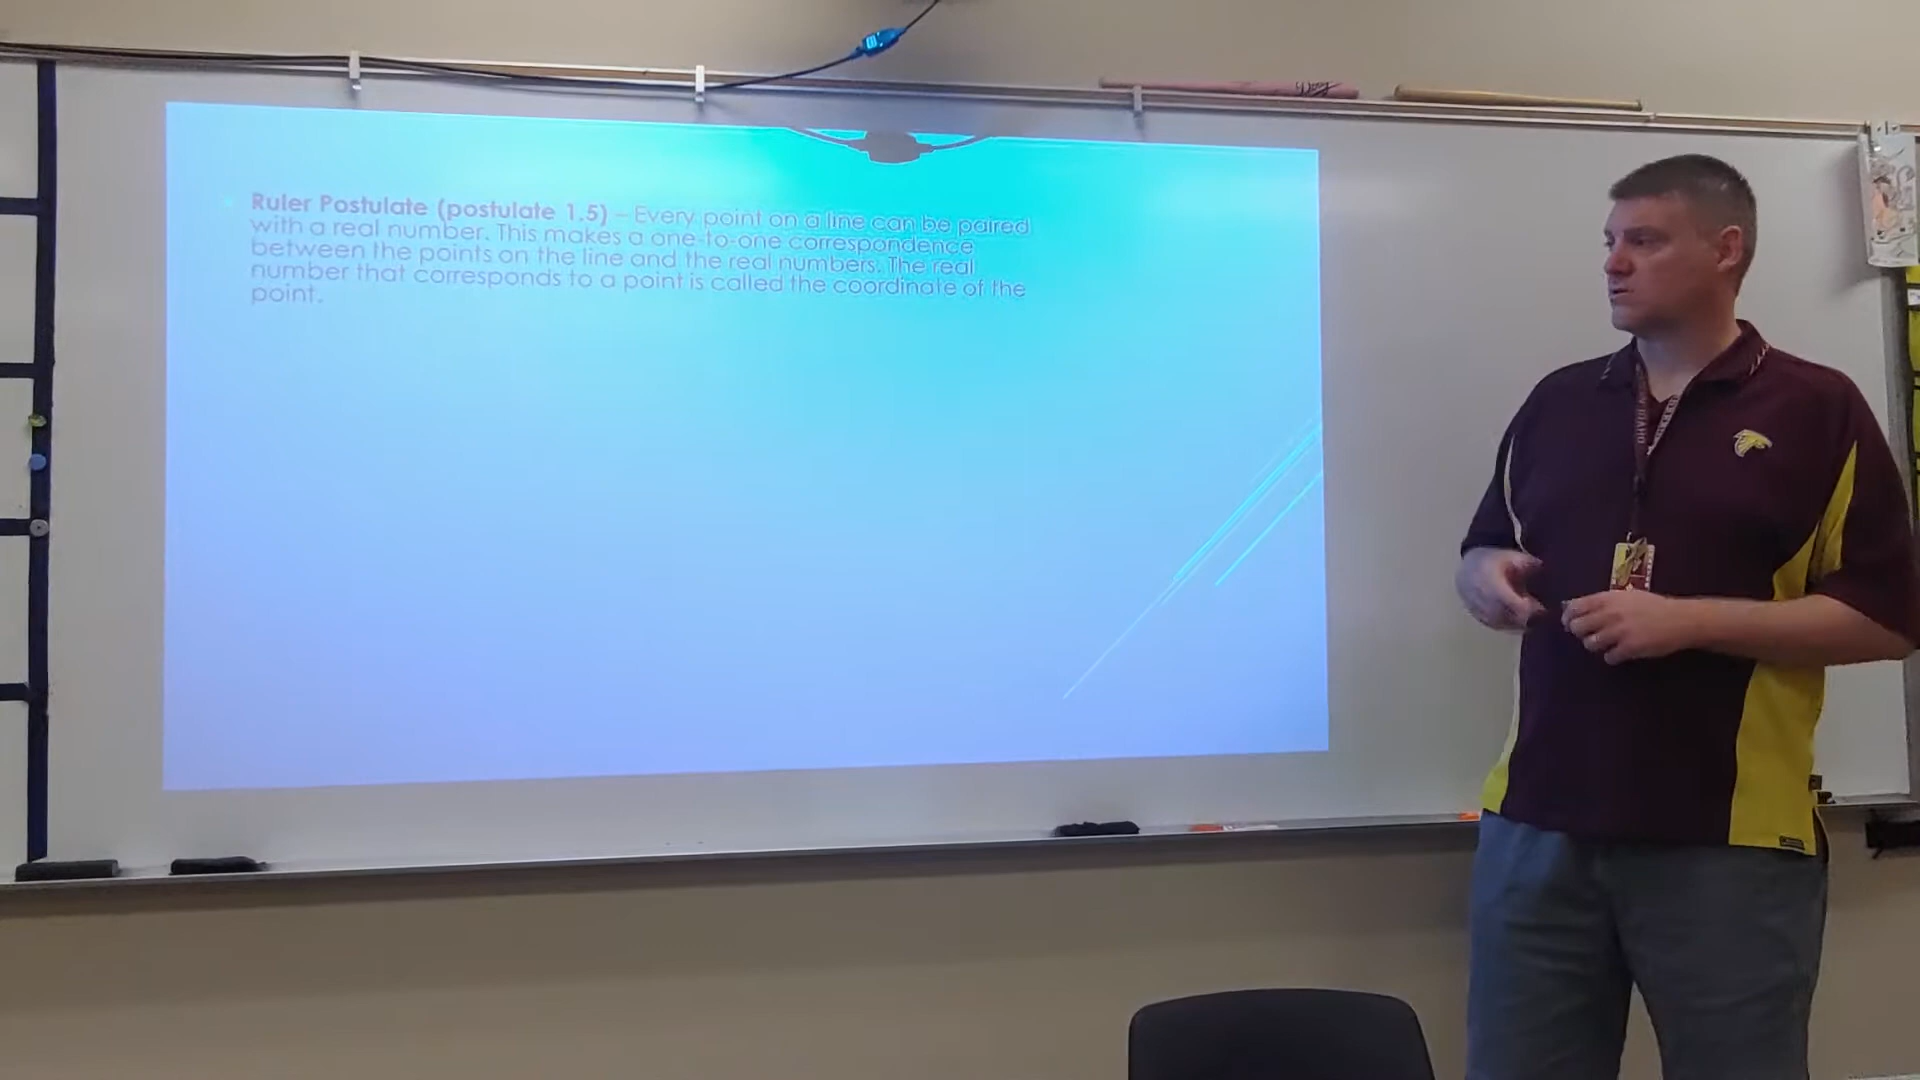 Ruler Postulate (postulate 1.5) – Every point on a line can be paired
with a real number. This makes a one-to-one correspondence
between the points on the line and the real numbers. The real
number that corresponds to a point is called the coordinate of the
point.